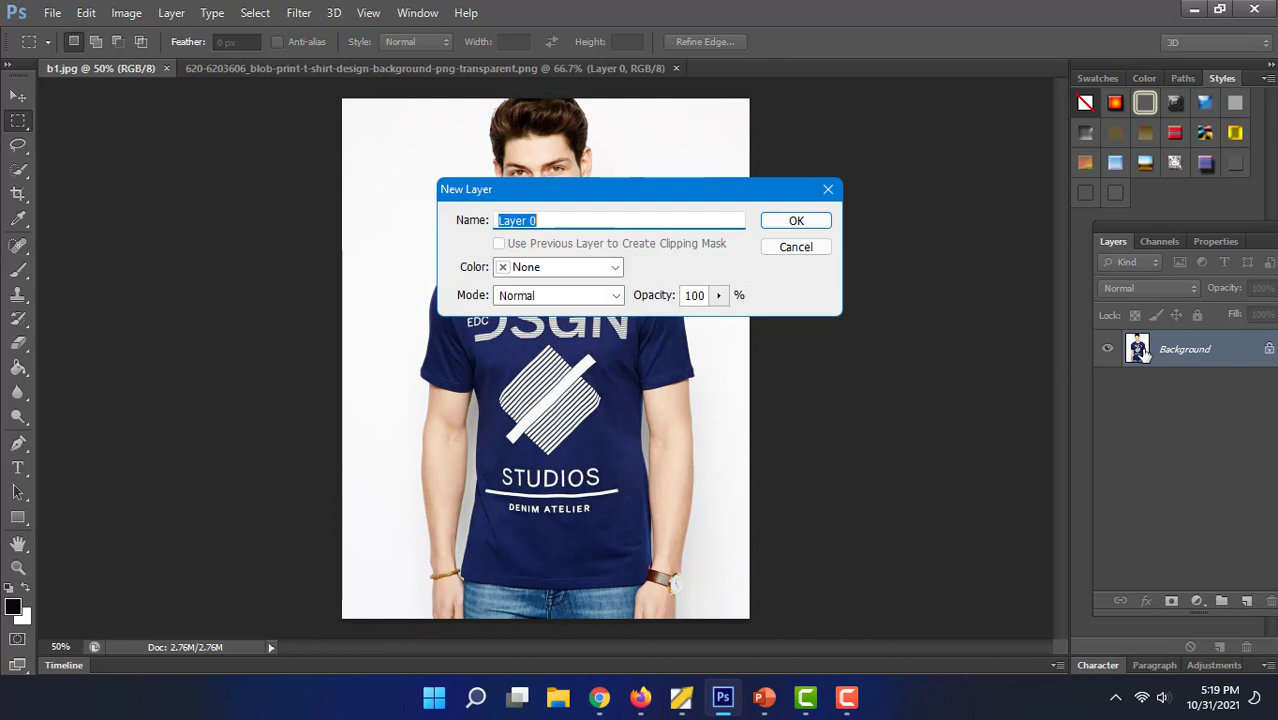 Ps File Edit Image Layer Type Select Filter 3D View Window Help
Feather: 0 px Anti-alias Style: Normal Width: Height: Refine Edge... 3D
b1.jpg @ 50% (RGB/8) × 620-6203606_blob-print-t-shirt-design-background-png-transparent.png @ 66.7% (Layer 0, RGB/8) ×
Swatches Color Paths Styles
New Layer
Name: Layer 0 OK
Use Previous Layer to Create Clipping Mask Cancel
Color: None
Mode: Normal Opacity: 100 %
Layers Channels Properties
Kind
Normal Opacity: 100%
Lock: Fill: 100%
Background
EDC DSGN
STUDIOS
DENIM ATELIER
50% Doc: 2.76M/2.76M
Timeline
Character Paragraph Adjustments
Ps
5:19 PM
10/31/2021